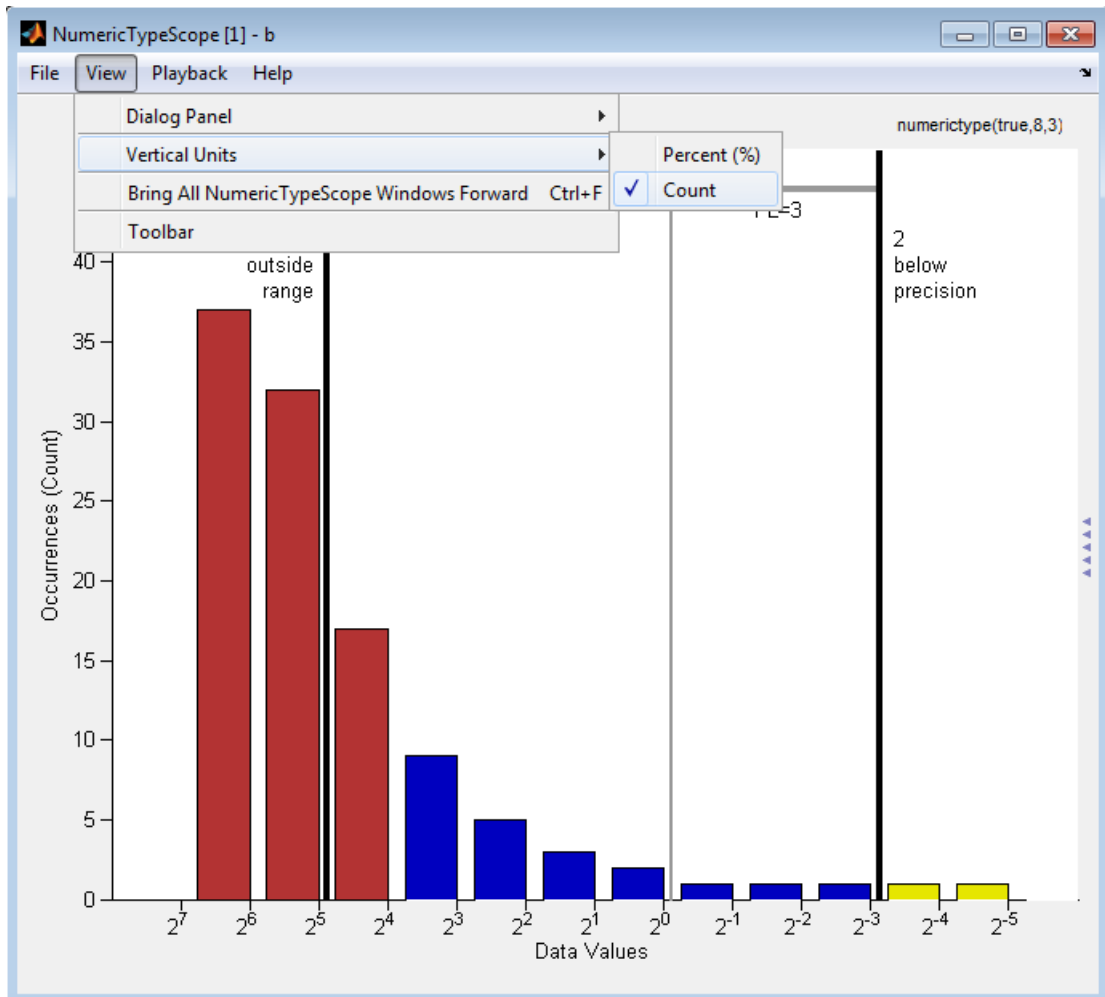 NumericTypeScope [1] - b
File View Playback Help
Dialog Panel
Vertical Units
Bring All NumericTypeScope Windows Forward Ctrl+F
Toolbar
Percent (%)
✓ Count
numerictype(true,8,3)
=3
outside
range
2
below
precision
40
35
30
25
20
15
10
5
0
Occurrences (Count)
2^7 2^6 2^5 2^4 2^3 2^2 2^1 2^0 2^-1 2^-2 2^-3 2^-4 2^-5
Data Values